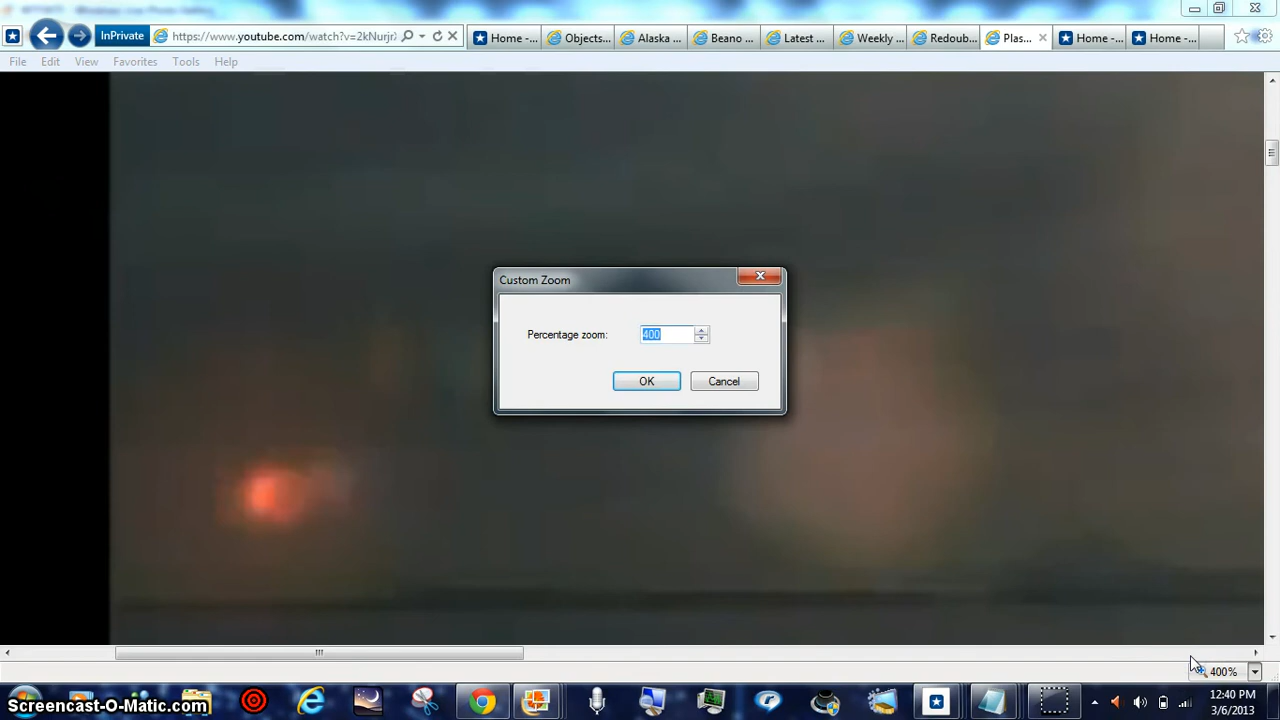 InPrivate
https://www.youtube.com/watch?v=2kNurjr
Home -...
Objects...
Alaska ...
Beano ...
Latest ...
Weekly ...
Redoub...
Plas...
Home -...
Home -...
File Edit View Favorites Tools Help
Custom Zoom
Percentage zoom: 400
OK Cancel
400%
Screencast-O-Matic.com
12:40 PM
3/6/2013